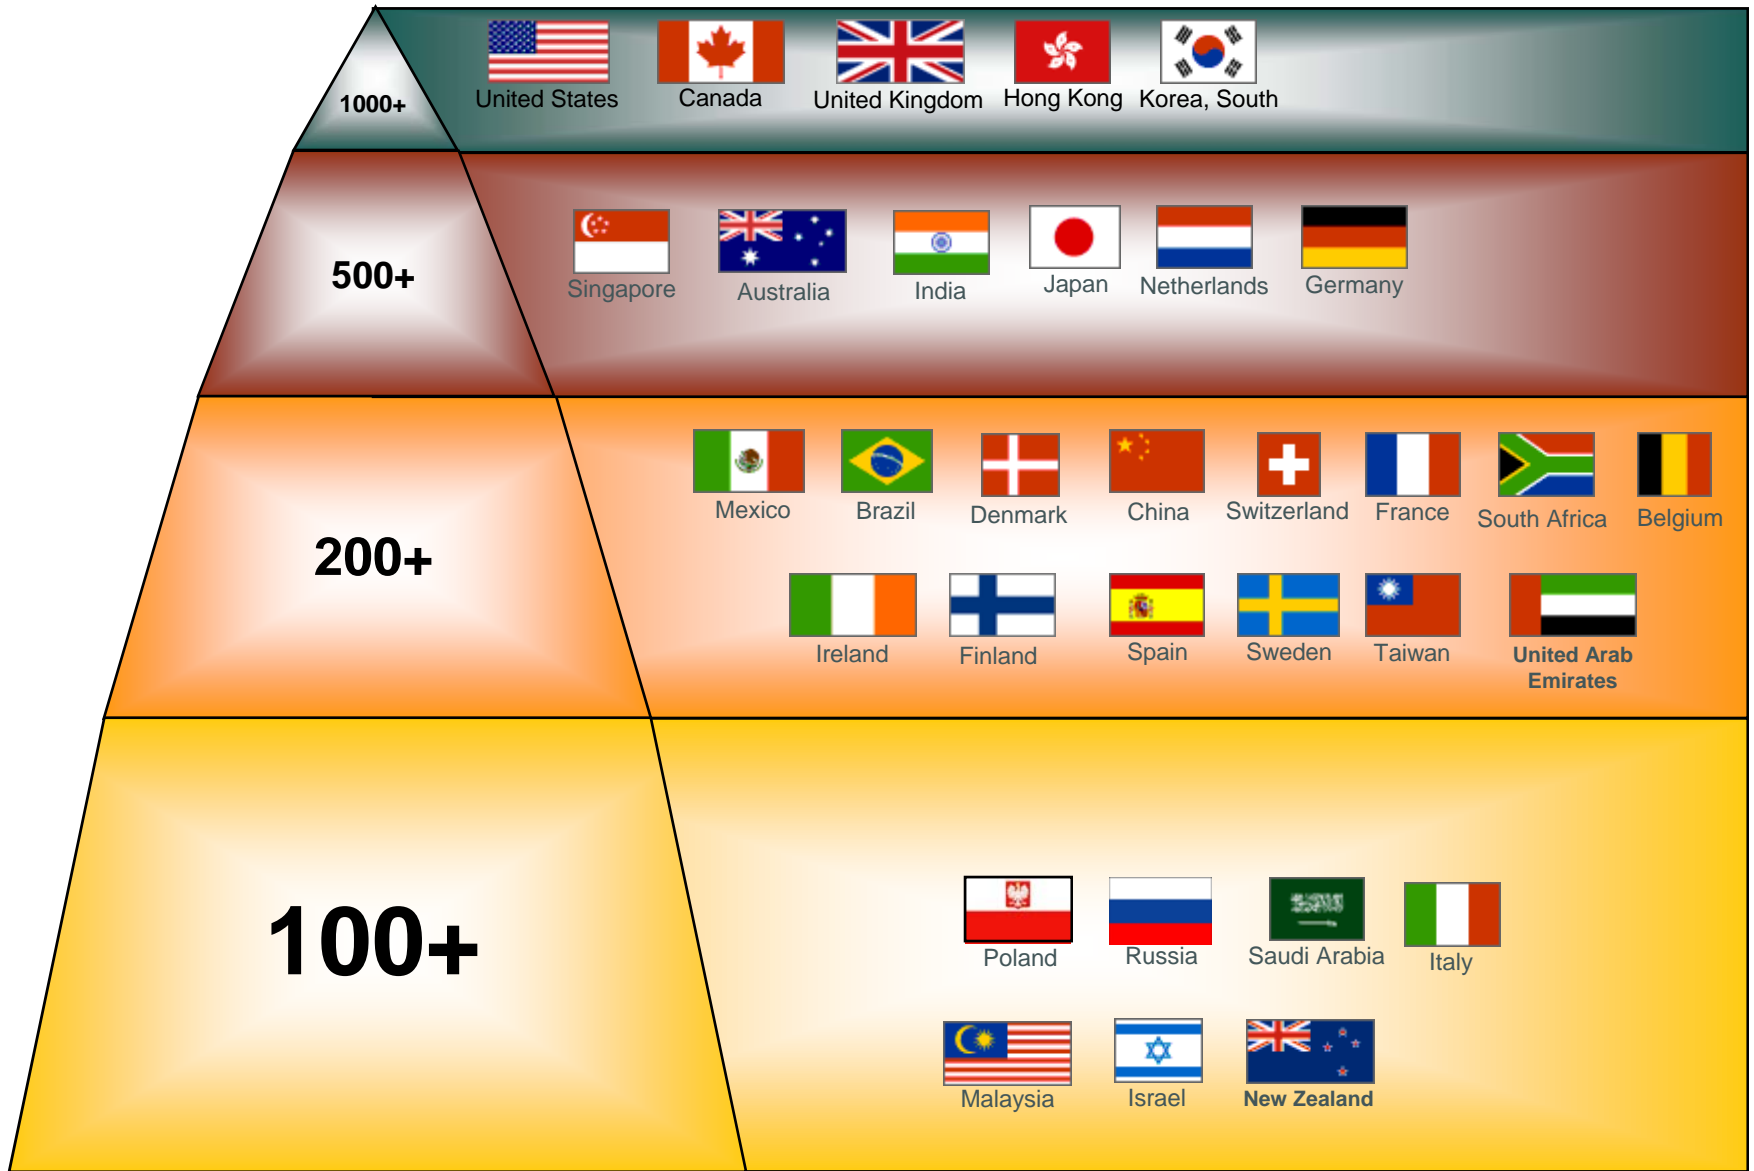 1000+
United States
Canada
United Kingdom
Hong Kong
Korea, South
500+
Singapore
Australia
India
Japan
Netherlands
Germany
200+
Mexico
Brazil
Denmark
China
Switzerland
France
South Africa
Belgium
Ireland
Finland
Spain
Sweden
Taiwan
United Arab
Emirates
100+
Poland
Russia
Saudi Arabia
Italy
Malaysia
Israel
New Zealand